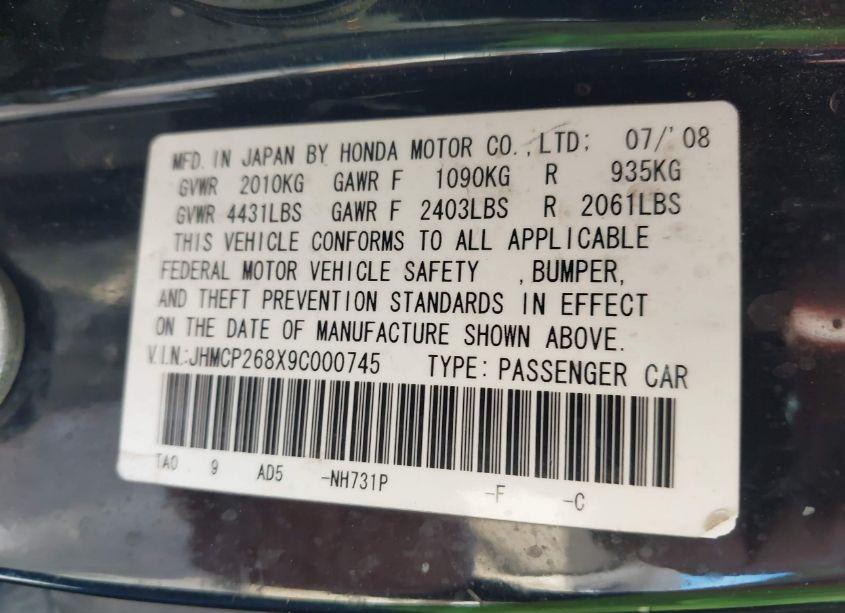 MFD. IN JAPAN BY HONDA MOTOR CO., LTD; 07/'08
GVWR 2010KG GAWR F 1090KG R 935KG
GVWR 4431LBS GAWR F 2403LBS R 2061LBS
THIS VEHICLE CONFORMS TO ALL APPLICABLE
FEDERAL MOTOR VEHICLE SAFETY , BUMPER,
AND THEFT PREVENTION STANDARDS IN EFFECT
ON THE DATE OF MANUFACTURE SHOWN ABOVE.
V.I.N.:JHMCP268X9C000745 TYPE: PASSENGER CAR
TA0 9 AD5 -NH731P -F -C